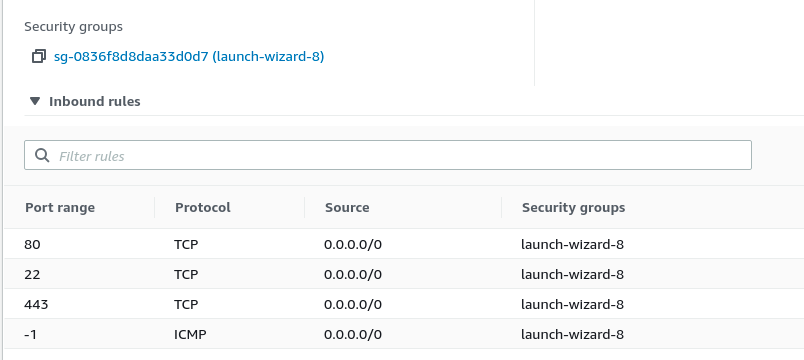 Security groups
sg-0836f8d8daa33d0d7 (launch-wizard-8)
Inbound rules
Filter rules
Port range Protocol Source Security groups
80 TCP 0.0.0.0/0 launch-wizard-8
22 TCP 0.0.0.0/0 launch-wizard-8
443 TCP 0.0.0.0/0 launch-wizard-8
-1 ICMP 0.0.0.0/0 launch-wizard-8